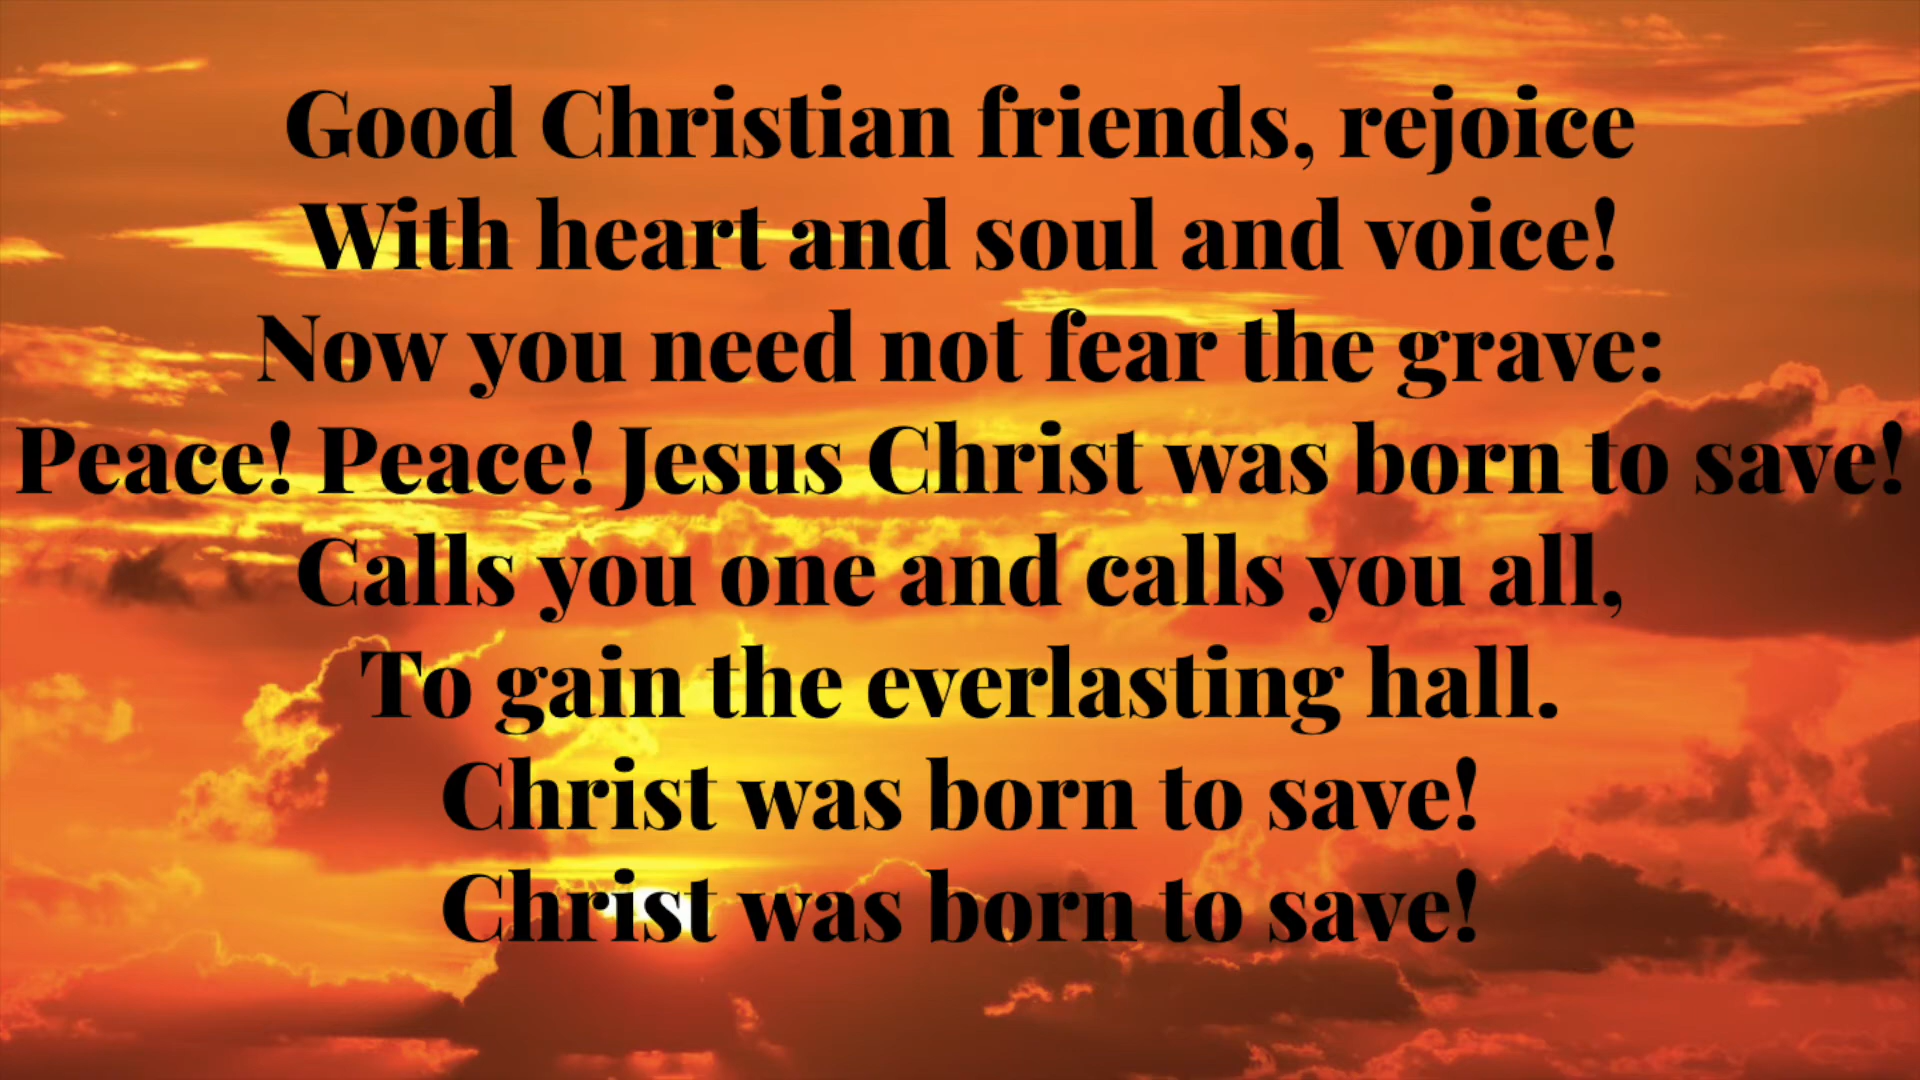 Good Christian friends, rejoice
With heart and soul and voice!
Now you need not fear the grave:
Peace! Peace! Jesus Christ was born to save!
Calls you one and calls you all,
To gain the everlasting hall.
Christ was born to save!
Christ was born to save!